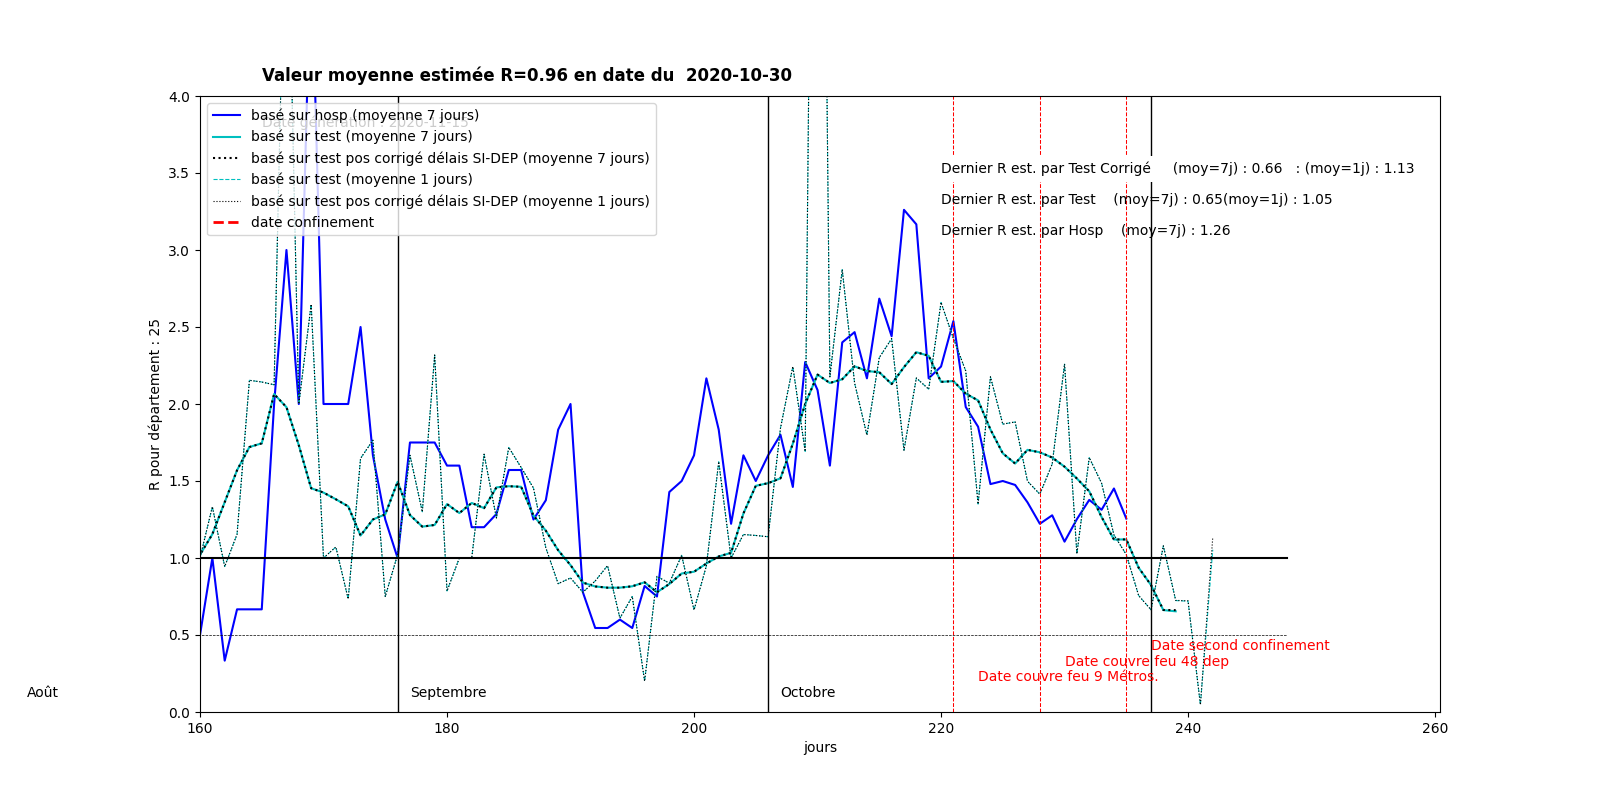 Valeur moyenne estimée R=0.96 en date du  2020-10-30
4.0
3.5
3.0
2.5
2.0
1.5
1.0
0.5
0.0
R pour département : 25
Date génération : 2020-11-15
basé sur hosp (moyenne 7 jours)
basé sur test (moyenne 7 jours)
basé sur test pos corrigé délais SI-DEP (moyenne 7 jours)
basé sur test (moyenne 1 jours)
basé sur test pos corrigé délais SI-DEP (moyenne 1 jours)
date confinement
Dernier R est. par Test Corrigé     (moy=7j) : 0.66   : (moy=1j) : 1.13
Dernier R est. par Test    (moy=7j) : 0.65(moy=1j) : 1.05
Dernier R est. par Hosp    (moy=7j) : 1.26
Date second confinement
Date couvre feu 48 dep
Date couvre feu 9 Métros.
Août
Septembre
Octobre
160
180
200
220
240
260
jours